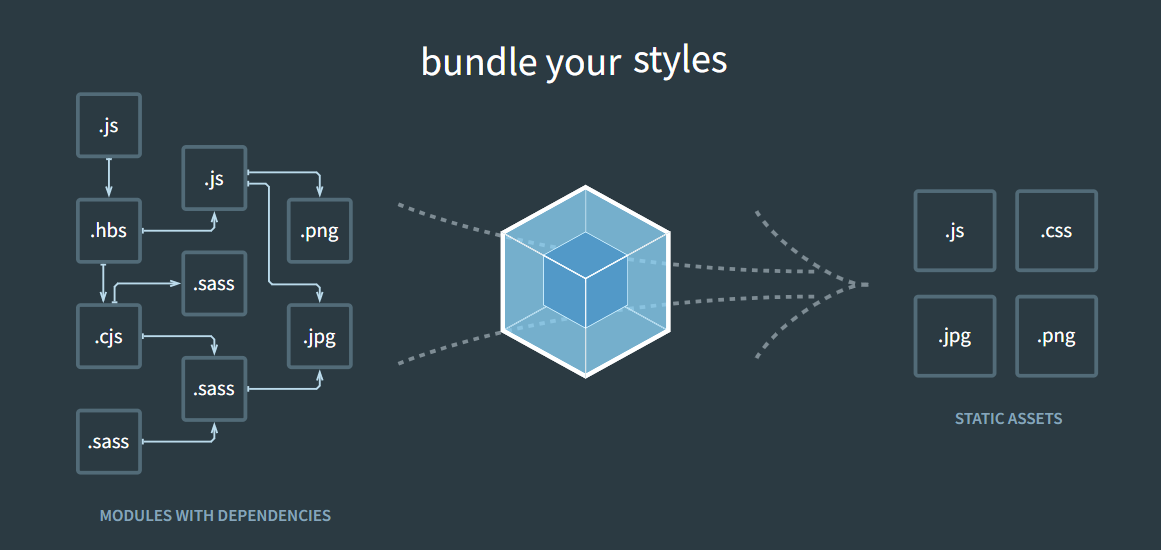 bundle your styles
.js
.js
.hbs
.png
.sass
.cjs
.jpg
.sass
.sass
MODULES WITH DEPENDENCIES
.js
.css
.jpg
.png
STATIC ASSETS